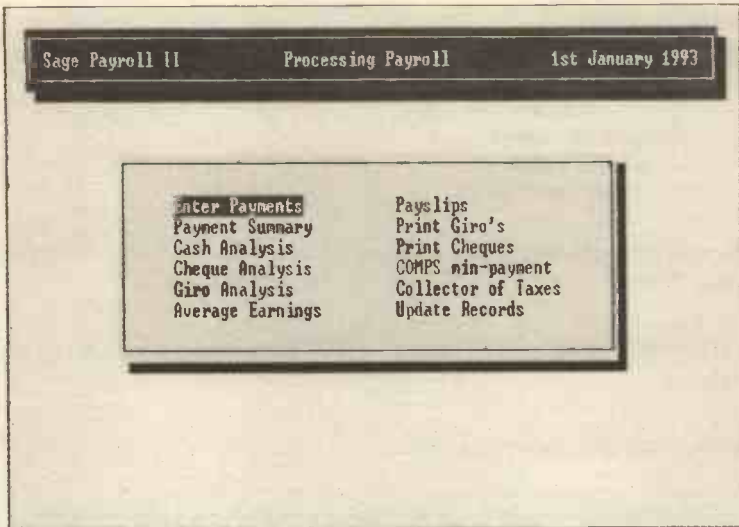 Sage Payroll II Processing Payroll 1st January 1993
Enter Payments
Payment Summary
Cash Analysis
Cheque Analysis
Giro Analysis
Average Earnings
Payslips
Print Giro's
Print Cheques
COMPS min-payment
Collector of Taxes
Update Records